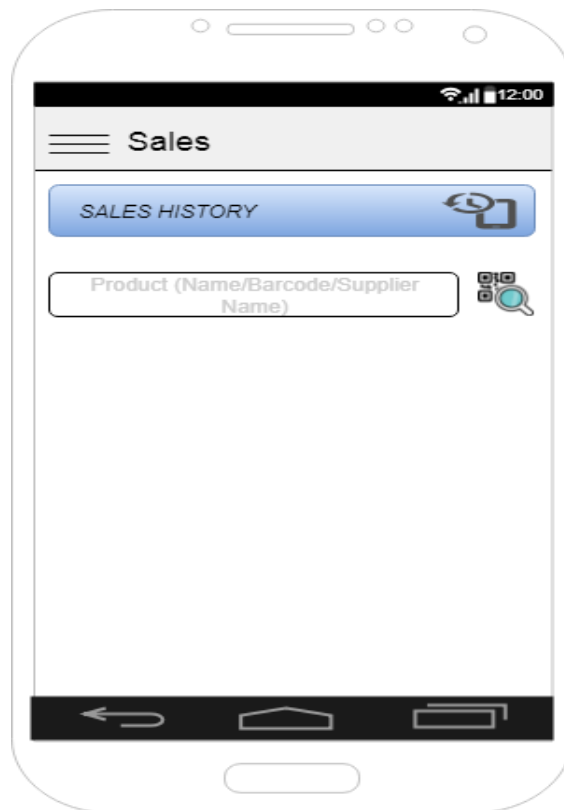 12:00
Sales
SALES HISTORY
Product (Name/Barcode/Supplier
Name)